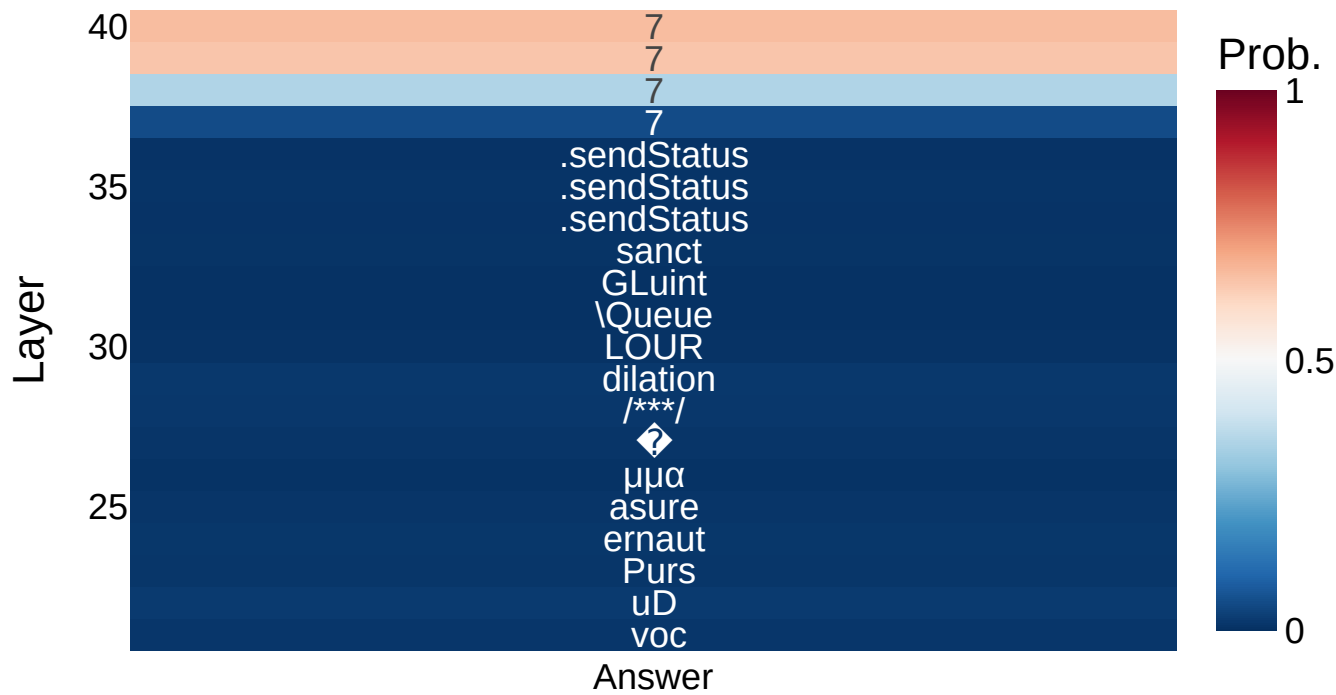 40
7
Prob.
7
7
1
7
.sendStatus
35
.sendStatus
.sendStatus
sanct
GLuint
Layer
\Queue
30
LOUR
0.5
dilation
/***/
�
μμα
25
asure
ernaut
Purs
uD
voc
0
Answer